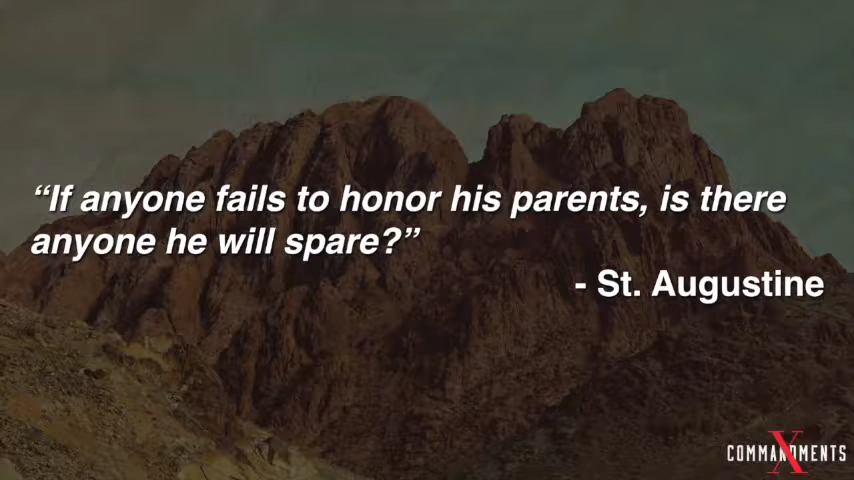 “If anyone fails to honor his parents, is there
anyone he will spare?”
- St. Augustine
X
COMMANDMENTS